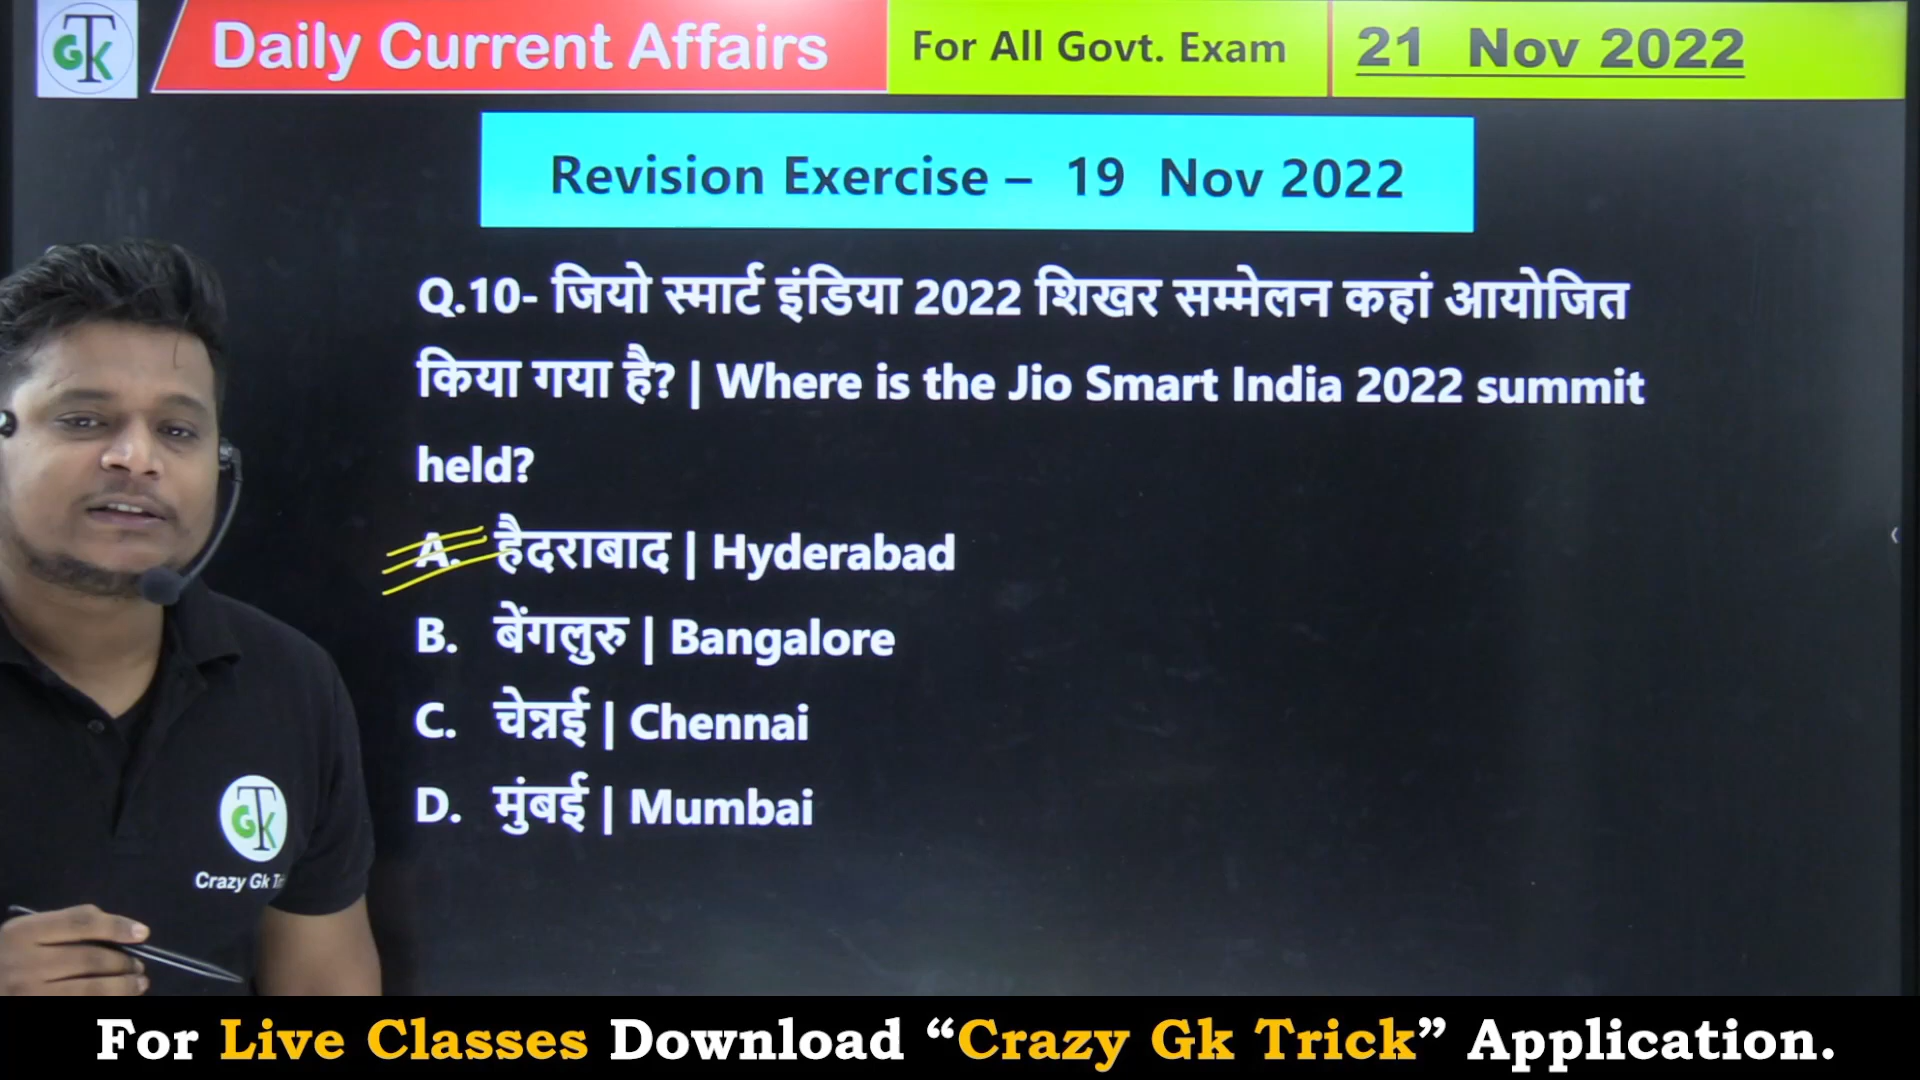 GTK
Daily Current Affairs
For All Govt. Exam
21 Nov 2022
Revision Exercise – 19 Nov 2022
Q.10- जियो स्मार्ट इंडिया 2022 शिखर सम्मेलन कहां आयोजित
किया गया है? | Where is the Jio Smart India 2022 summit
held?
A. हैदराबाद | Hyderabad
B. बेंगलुरु | Bangalore
C. चेन्नई | Chennai
D. मुंबई | Mumbai
GTK
Crazy Gk
For Live Classes Download “Crazy Gk Trick” Application.